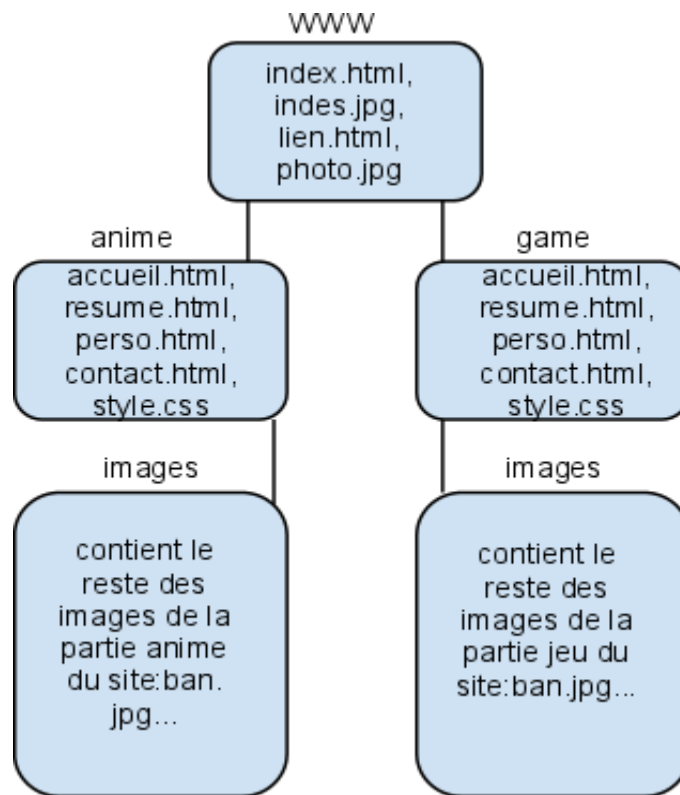 WWW
index.html,
indes.jpg,
lien.html,
photo.jpg
anime
accueil.html,
resume.html,
perso.html,
contact.html,
style.css
game
accueil.html,
resume.html,
perso.html,
contact.html,
style.css
images
contient le
reste des
images de la
partie anime
du site:ban.
jpg...
images
contient le
reste des
images de la
partie jeu du
site:ban.jpg...